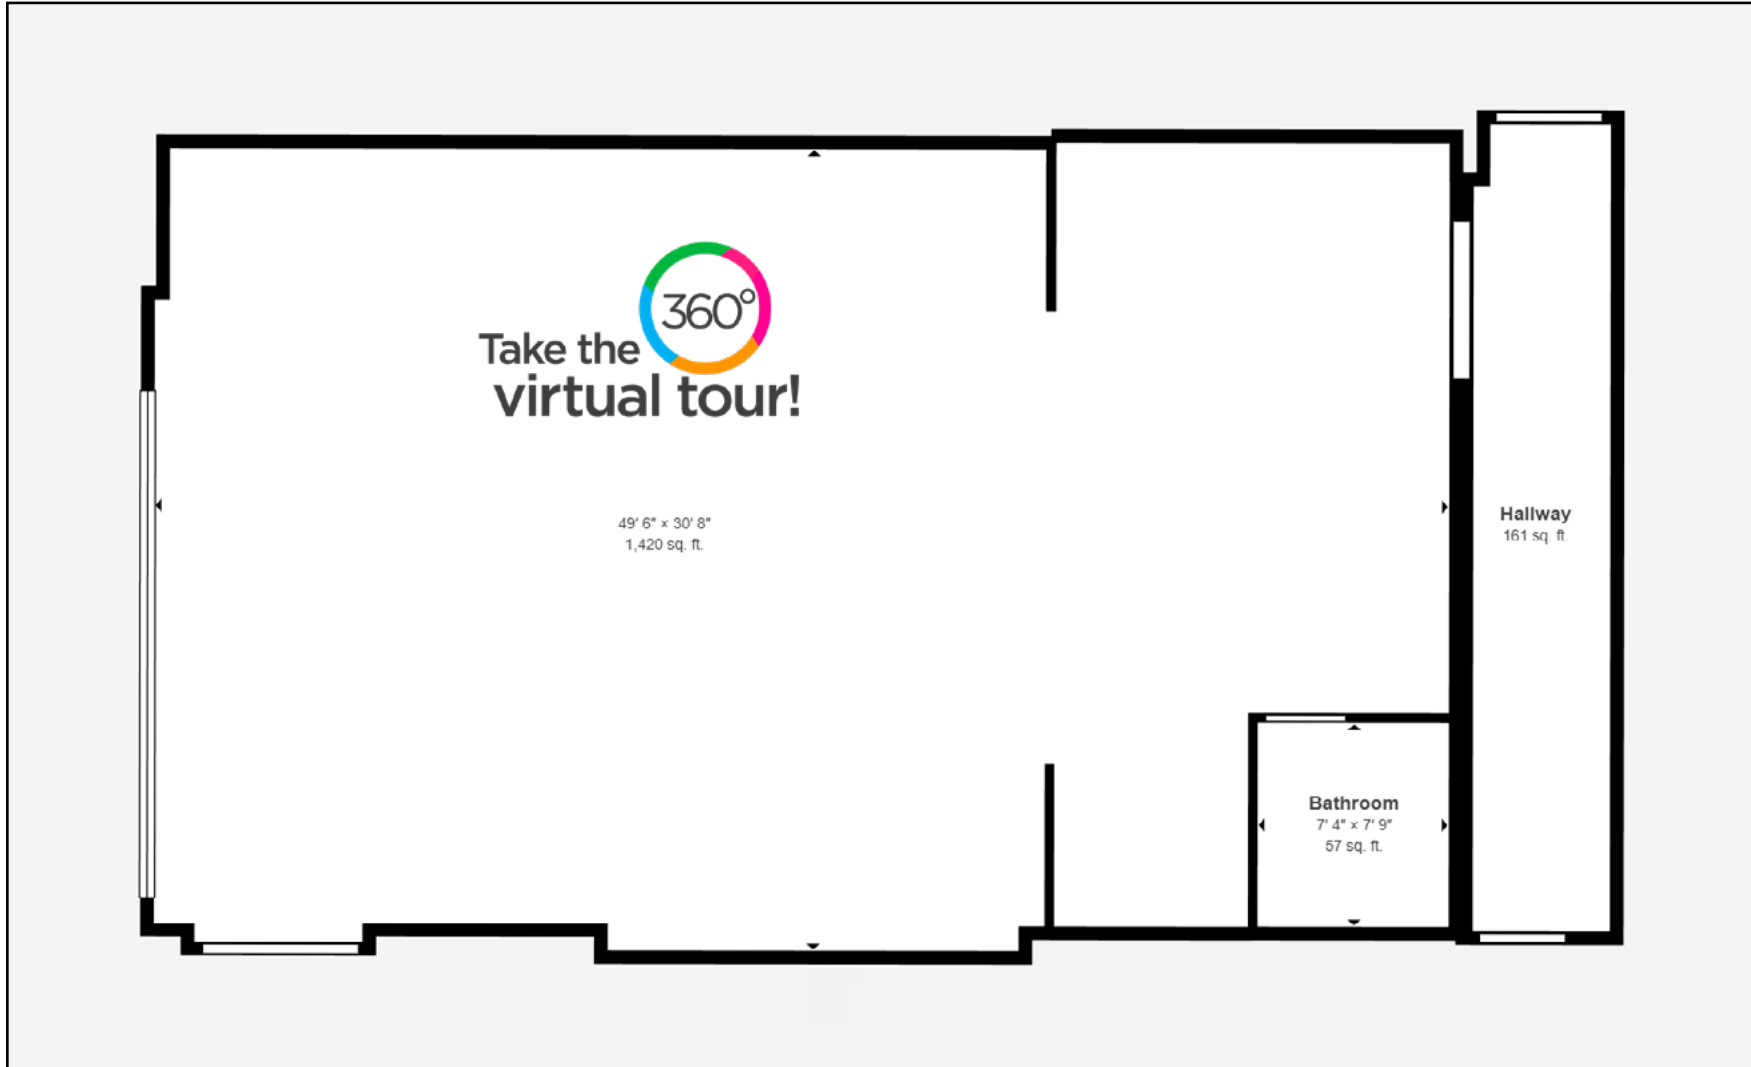 360°
Take the
virtual tour!
49' 6" × 30' 8"
1,420 sq. ft.
Hallway
161 sq. ft.
Bathroom
7' 4" × 7' 9"
57 sq. ft.